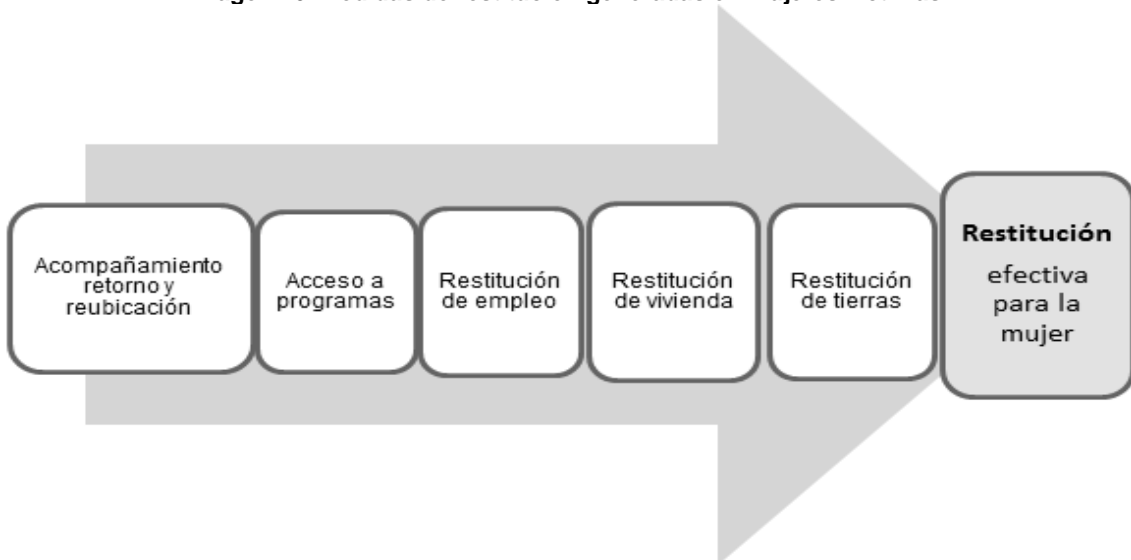 Acompañamiento
retorno y
reubicación
Acceso a
programas
Restitución
de empleo
Restitución
de vivienda
Restitución
de tierras
Restitución
efectiva
para la
mujer